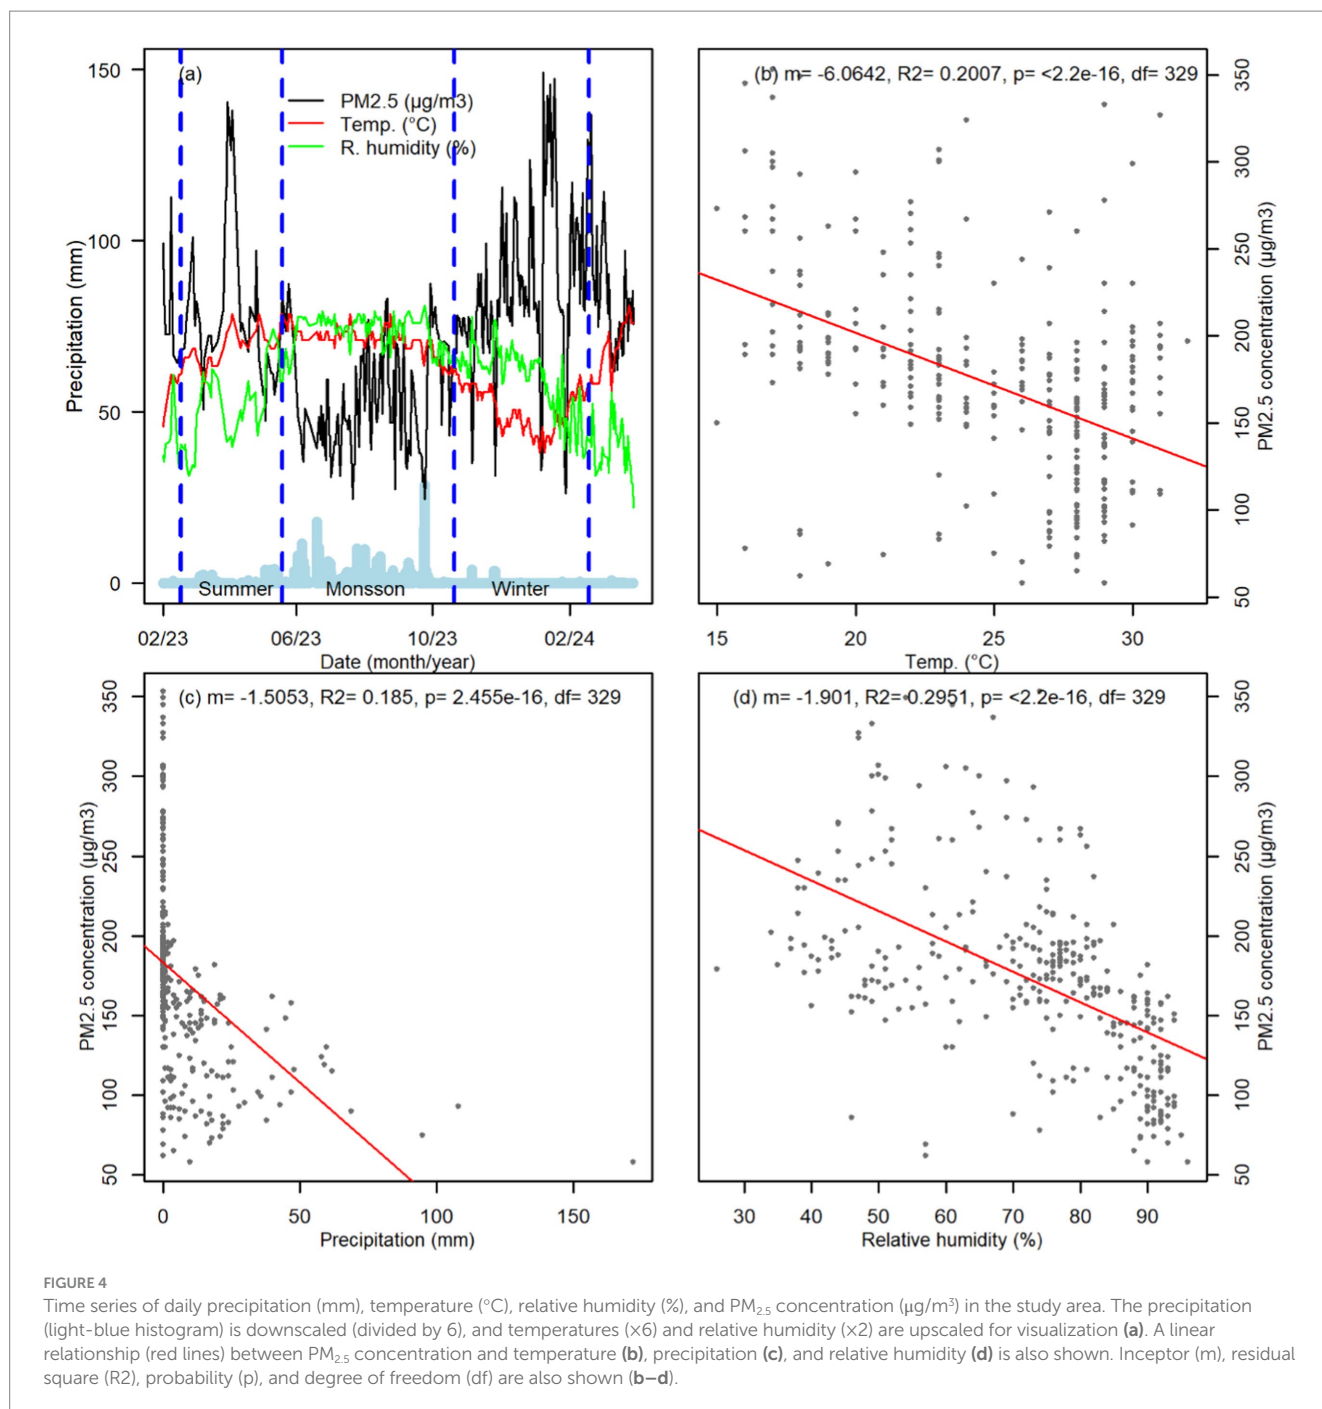 (a)
PM2.5 (µg/m3)
Temp. (°C)
R. humidity (%)
150
100
50
0
Precipitation (mm)
Summer
Monsson
Winter
02/23
06/23
10/23
02/24
Date (month/year)
(b) m= -6.0642, R2= 0.2007, p= <2.2e-16, df= 329
350
300
250
200
150
100
50
PM2.5 concentration (µg/m3)
15
20
25
30
Temp. (°C)
(c) m= -1.5053, R2= 0.185, p= 2.455e-16, df= 329
350
300
250
200
150
100
50
PM2.5 concentration (µg/m3)
0
50
100
150
Precipitation (mm)
(d) m= -1.901, R2= 0.2951, p= <2.2e-16, df= 329
350
300
250
200
150
100
50
PM2.5 concentration (µg/m3)
30
40
50
60
70
80
90
Relative humidity (%)
FIGURE 4
Time series of daily precipitation (mm), temperature (°C), relative humidity (%), and PM2.5 concentration (µg/m³) in the study area. The precipitation
(light-blue histogram) is downscaled (divided by 6), and temperatures (×6) and relative humidity (×2) are upscaled for visualization (a). A linear
relationship (red lines) between PM2.5 concentration and temperature (b), precipitation (c), and relative humidity (d) is also shown. Inceptor (m), residual
square (R2), probability (p), and degree of freedom (df) are also shown (b–d).